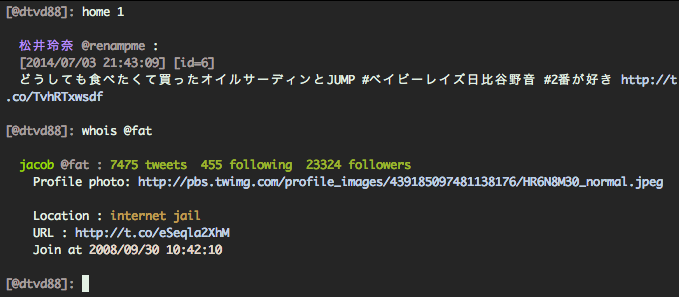 [@dtvd88]: home 1
松井玲奈 @renampme :
[2014/07/03 21:43:09] [id=6]
どうしても食べたくて買ったオイルサーディンとJUMP #ベイビーレイズ日比谷野音 #2番が好き http://t
.co/TvhRTxwsdf
[@dtvd88]: whois @fat
jacob @fat : 7475 tweets 455 following 23324 followers
Profile photo: http://pbs.twimg.com/profile_images/439185097481138176/HR6N8M30_normal.jpeg
Location : internet jail
URL : http://t.co/eSeqla2XhM
Join at 2008/09/30 10:42:10
[@dtvd88]: